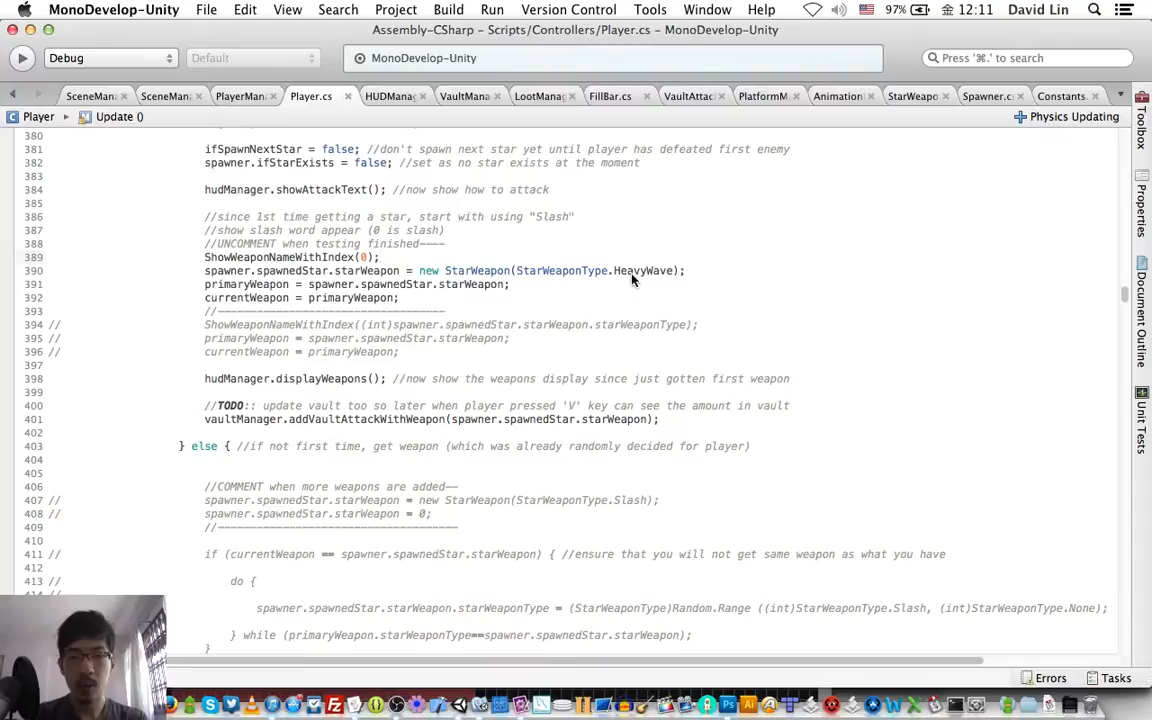 MonoDevelop-Unity File Edit View Search Project Build Run Version Control Tools Window Help 97% 12:11 David Lin
Assembly-CSharp - Scripts/Controllers/Player.cs - MonoDevelop-Unity
Debug Default MonoDevelop-Unity Press '⌘.' to search
SceneMan SceneMan PlayerMan Player.cs HUDManag VaultMana LootManag FillBar.cs VaultAttac PlatformM Animation StarWeapo Spawner.c Constants.
Player Update () Physics Updating
380
381 ifSpawnNextStar = false; //don't spawn next star yet until player has defeated first enemy
382 spawner.ifStarExists = false; //set as no star exists at the moment
383
384 hudManager.showAttackText(); //now show how to attack
385
386 //since 1st time getting a star, start with using "Slash"
387 //show slash word appear (0 is slash)
388 //UNCOMMENT when testing finished----
389 ShowWeaponNameWithIndex(0);
390 spawner.spawnedStar.starWeapon = new StarWeapon(StarWeaponType.HeavyWave);
391 primaryWeapon = spawner.spawnedStar.starWeapon;
392 currentWeapon = primaryWeapon;
393 //----------------------------------
394 // ShowWeaponNameWithIndex((int)spawner.spawnedStar.starWeapon.starWeaponType);
395 // primaryWeapon = spawner.spawnedStar.starWeapon;
396 // currentWeapon = primaryWeapon;
397
398 hudManager.displayWeapons(); //now show the weapons display since just gotten first weapon
399
400 //TODO:: update vault too so later when player pressed 'V' key can see the amount in vault
401 vaultManager.addVaultAttackWithWeapon(spawner.spawnedStar.starWeapon);
402
403 } else { //if not first time, get weapon (which was already randomly decided for player)
404
405
406 //COMMENT when more weapons are added--
407 // spawner.spawnedStar.starWeapon = new StarWeapon(StarWeaponType.Slash);
408 // spawner.spawnedStar.starWeapon = 0;
409 //------------------------------------
410
411 // if (currentWeapon == spawner.spawnedStar.starWeapon) { //ensure that you will not get same weapon as what you have
412
413 // do {
// spawner.spawnedStar.starWeapon.starWeaponType = (StarWeaponType)Random.Range ((int)StarWeaponType.Slash, (int)StarWeaponType.None);
} while (primaryWeapon.starWeaponType==spawner.spawnedStar.starWeapon);
}
Toolbox
Properties
Document Outline
Unit Tests
Errors Tasks